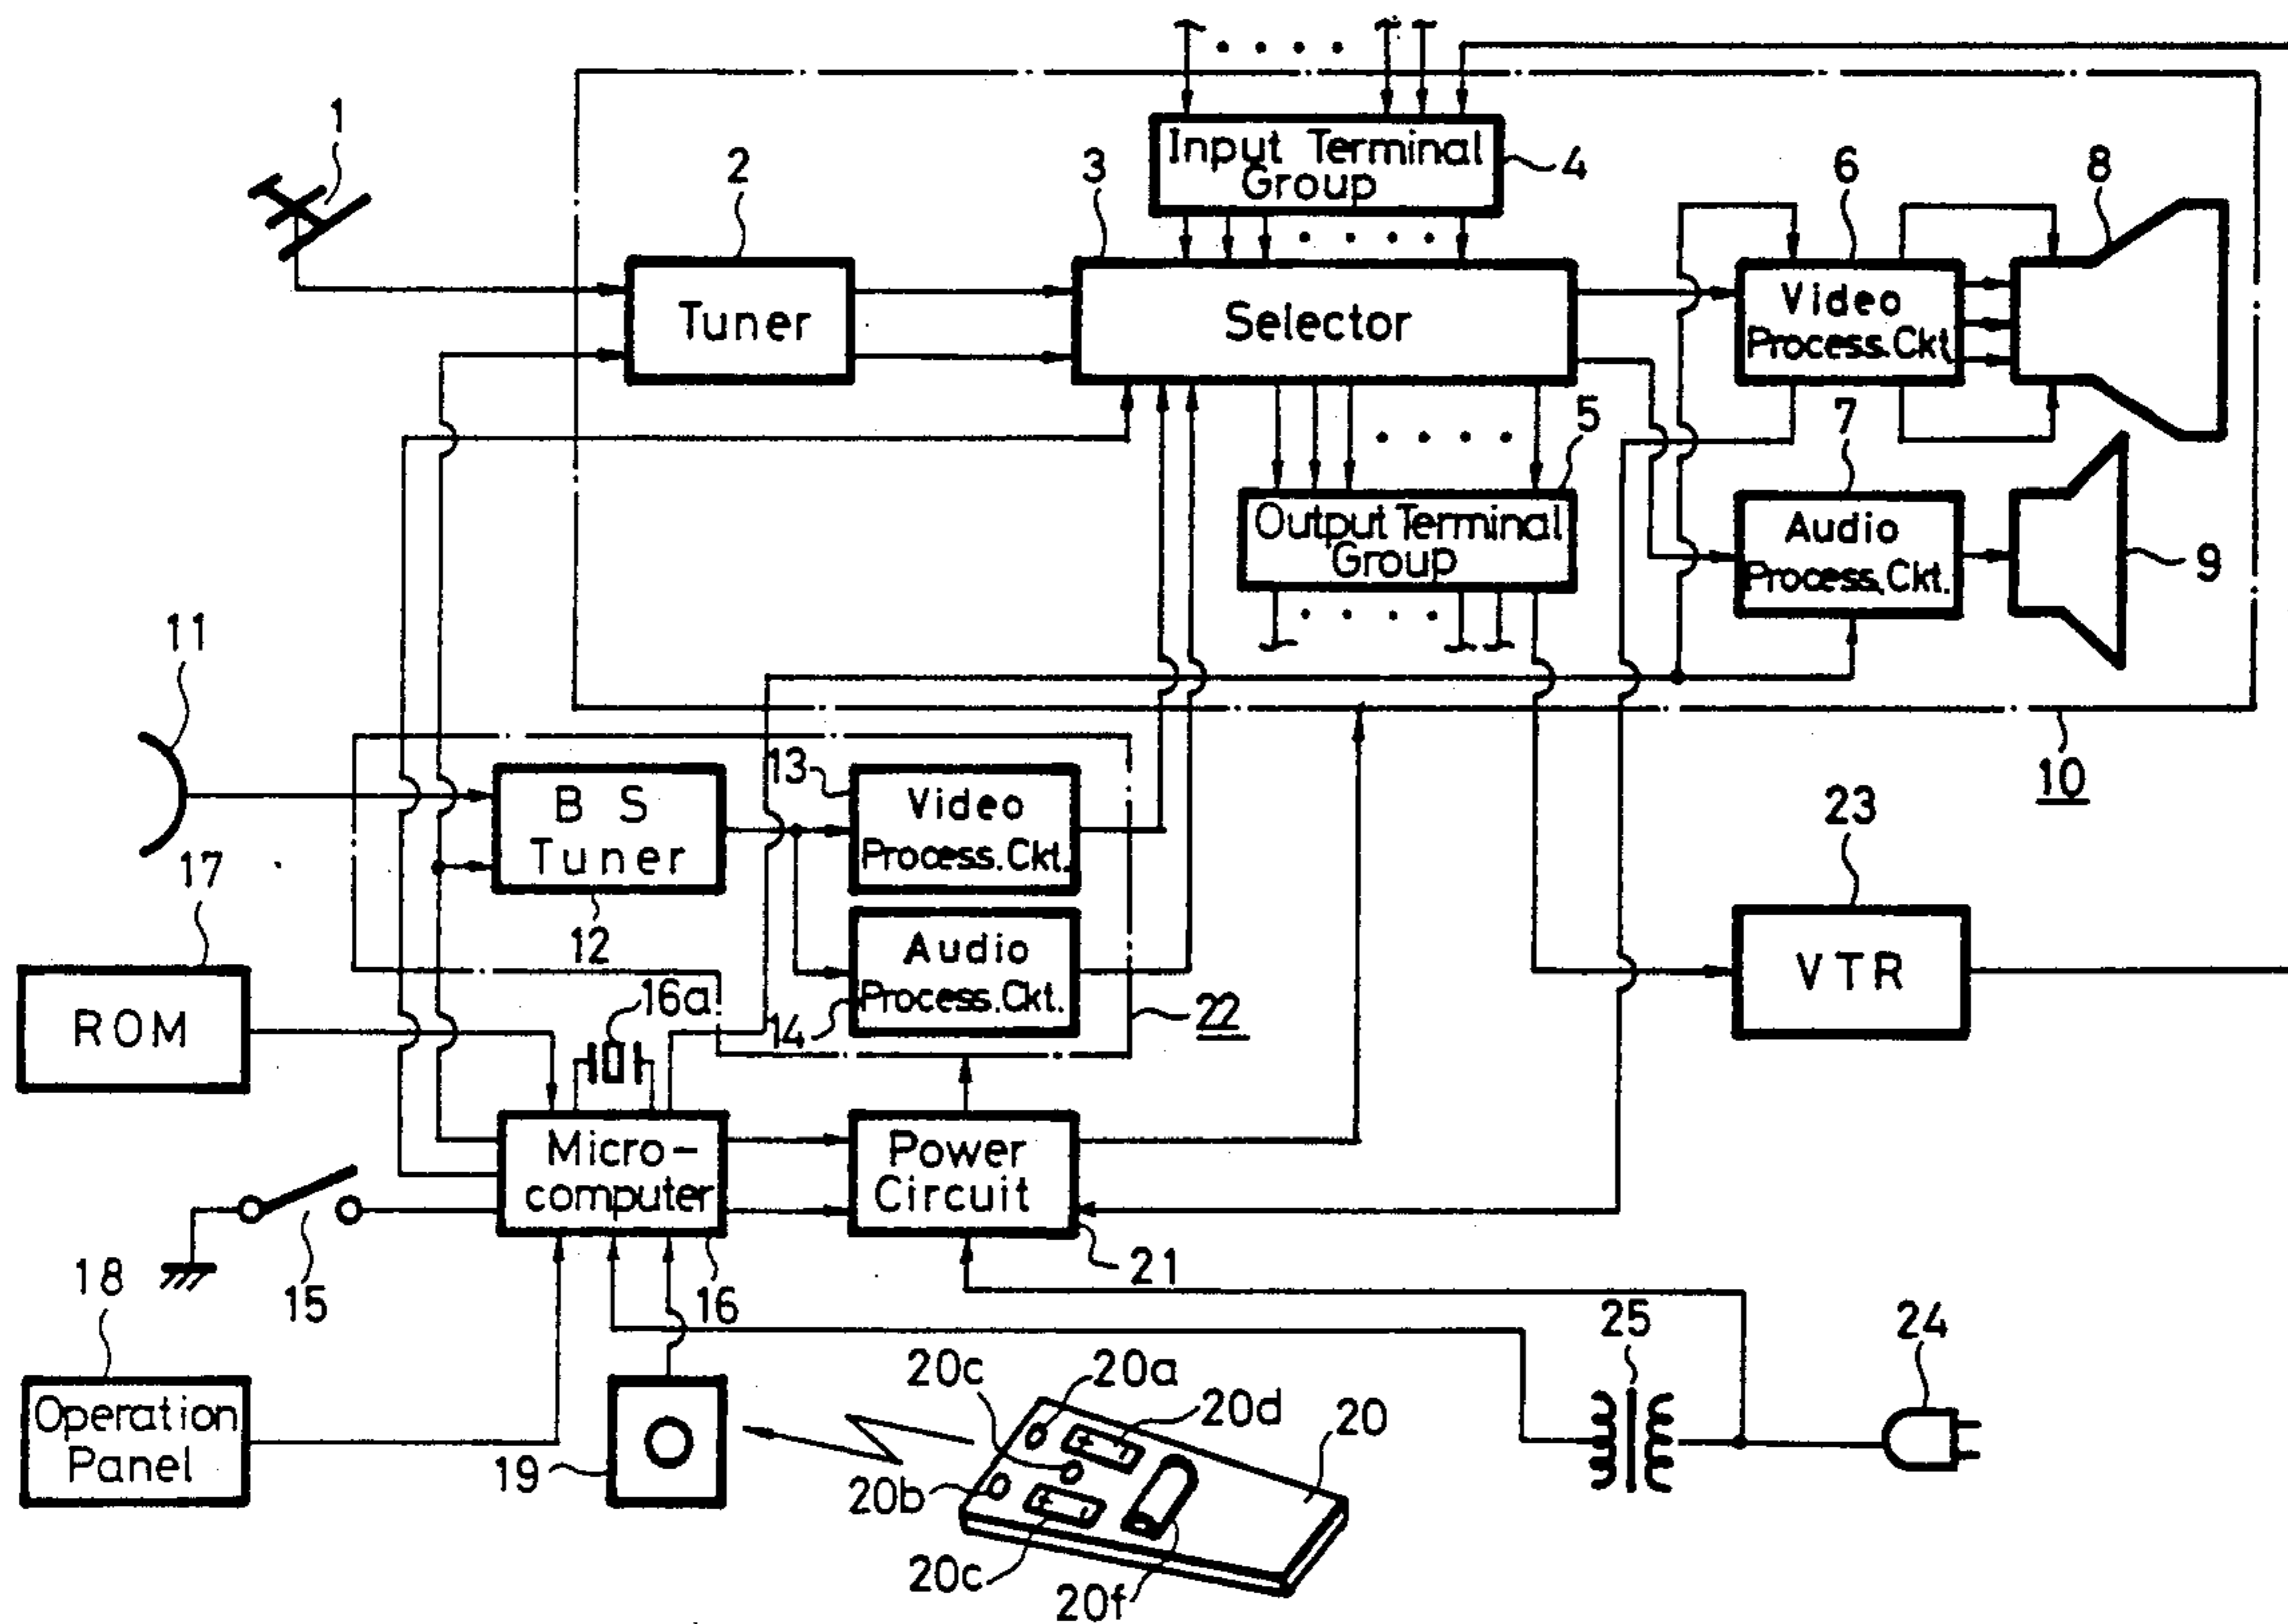 1
2
Tuner
3
Selector
Input Terminal
Group
4
5
Output Terminal
Group
6
Video
Process.Ckt
7
Audio
Process.Ckt.
8
9
10
11
B S
Tuner
12
13
Video
Process.Ckt.
14
Audio
Process.Ckt.
22
23
VTR
17
ROM
16a
Micro-
computer
16
Power
Circuit
21
15
18
Operation
Panel
19
20c
20a
20d
20
20b
20c
20f
25
24